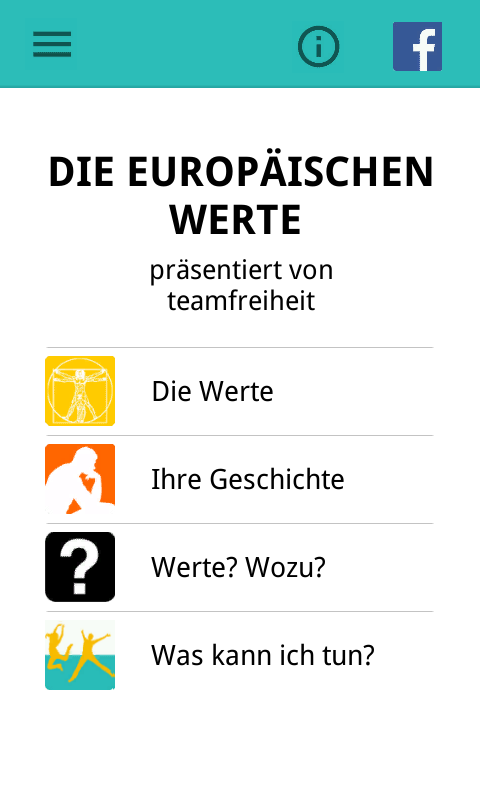 DIE EUROPÄISCHEN
WERTE
präsentiert von
teamfreiheit
Die Werte
Ihre Geschichte
Werte? Wozu?
Was kann ich tun?